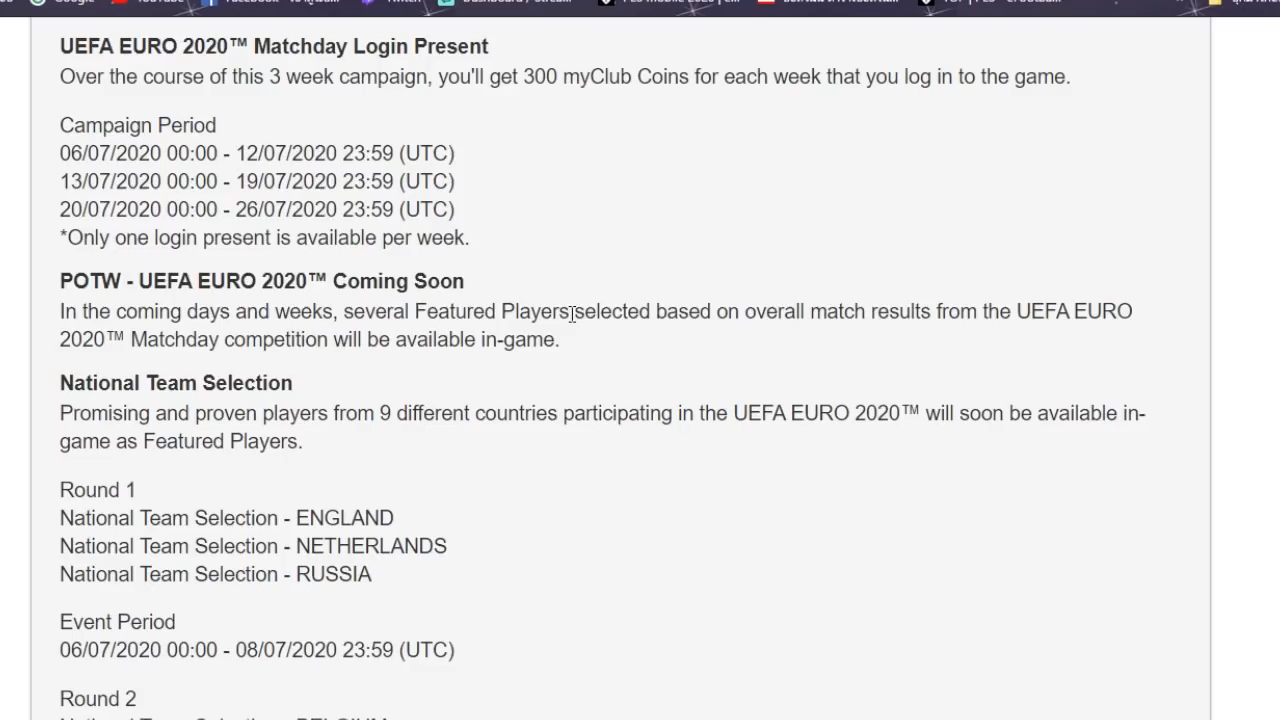 Google
UEFA EURO 2020™ Matchday Login Present
Over the course of this 3 week campaign, you'll get 300 myClub Coins for each week that you log in to the game.
Campaign Period
06/07/2020 00:00 - 12/07/2020 23:59 (UTC)
13/07/2020 00:00 - 19/07/2020 23:59 (UTC)
20/07/2020 00:00 - 26/07/2020 23:59 (UTC)
*Only one login present is available per week.
POTW - UEFA EURO 2020™ Coming Soon
In the coming days and weeks, several Featured Players selected based on overall match results from the UEFA EURO
2020™ Matchday competition will be available in-game.
National Team Selection
Promising and proven players from 9 different countries participating in the UEFA EURO 2020™ will soon be available in-
game as Featured Players.
Round 1
National Team Selection - ENGLAND
National Team Selection - NETHERLANDS
National Team Selection - RUSSIA
Event Period
06/07/2020 00:00 - 08/07/2020 23:59 (UTC)
Round 2
National Team Selection - BELGIUM